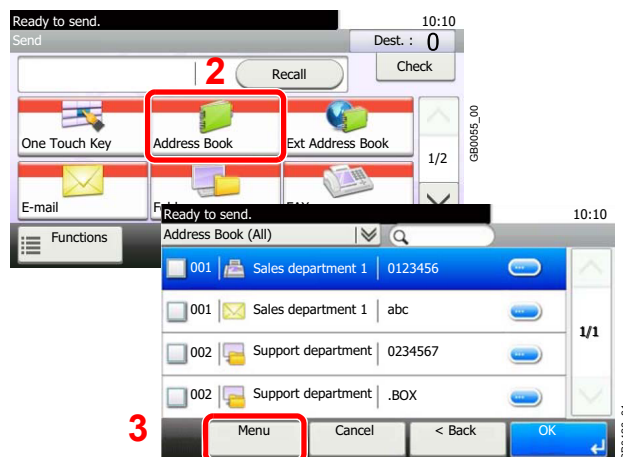 Ready to send. 10:10
Send Dest. : 0
2 Recall Check
One Touch Key Address Book Ext Address Book 1/2
GB0055_00
E-mail
Functions
Ready to send. 10:10
Address Book (All)
001 Sales department 1 0123456
001 Sales department 1 abc
1/1
002 Support department 0234567
002 Support department .BOX
3 Menu Cancel < Back OK